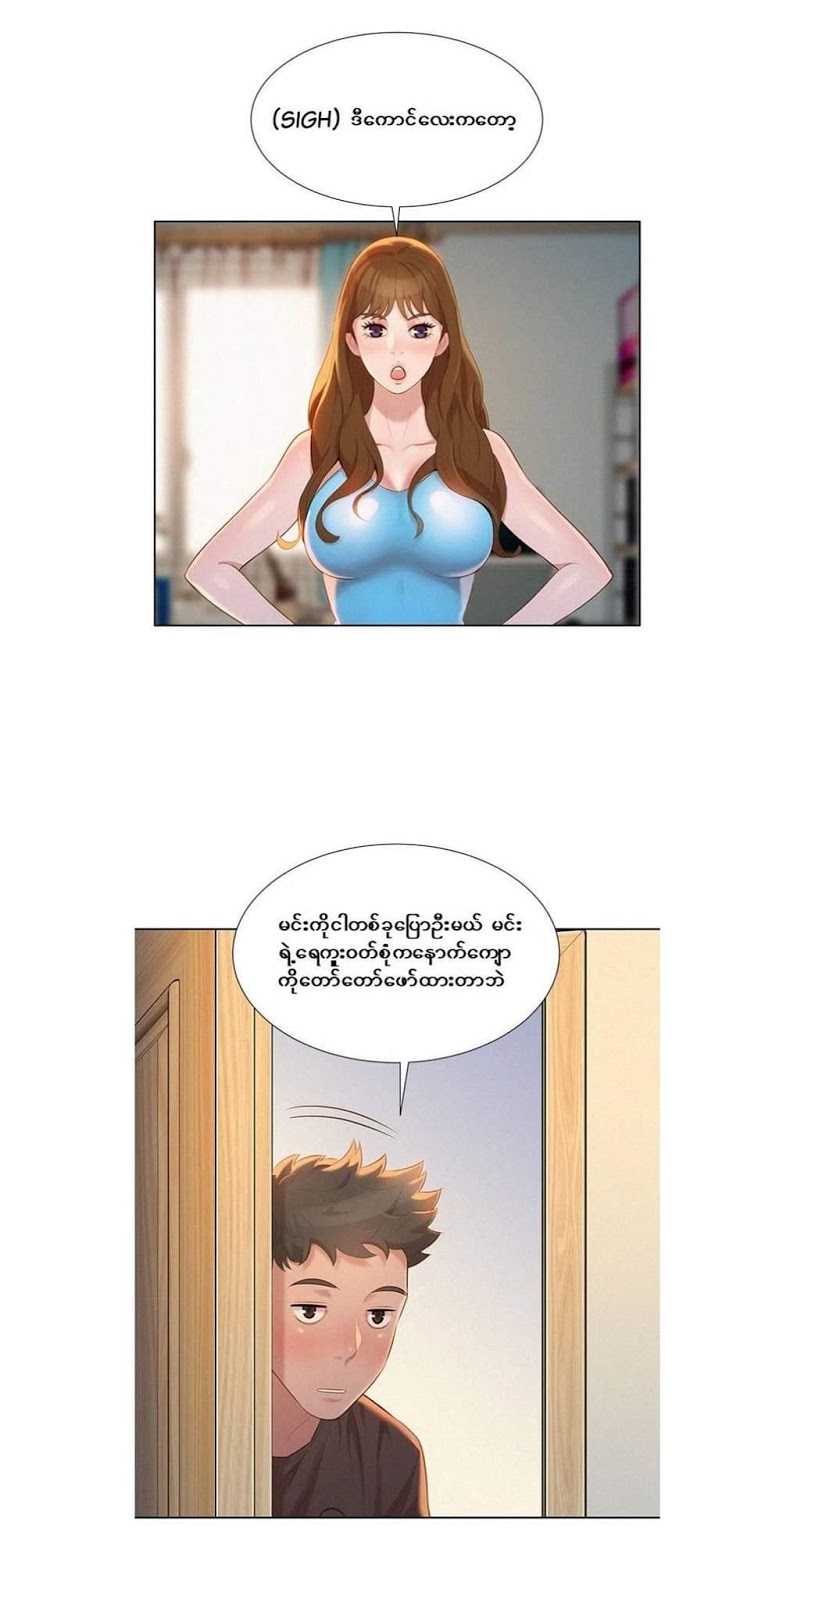 (SIGH) ဒီကောင်လေးကတော့
မင်းကိုငါတစ်ခုပြောဦးမယ် မင်း
ရဲ့ရေကူးဝတ်စုံကနောက်ကျော
ကိုတော်တော်ဖော်ထားတာဘဲ